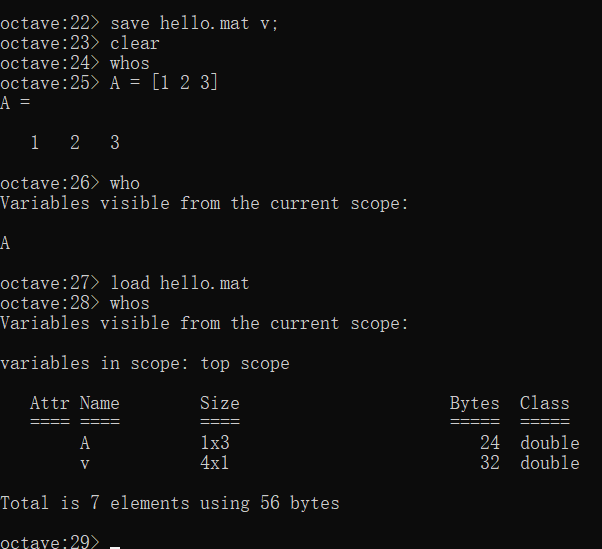 octave:22> save hello.mat v;
octave:23> clear
octave:24> whos
octave:25> A = [1 2 3]
A =
1 2 3
octave:26> who
Variables visible from the current scope:
A
octave:27> load hello.mat
octave:28> whos
Variables visible from the current scope:
variables in scope: top scope
Attr Name Size Bytes Class
==== ==== ==== ===== =====
A 1x3 24 double
v 4x1 32 double
Total is 7 elements using 56 bytes
octave:29> _